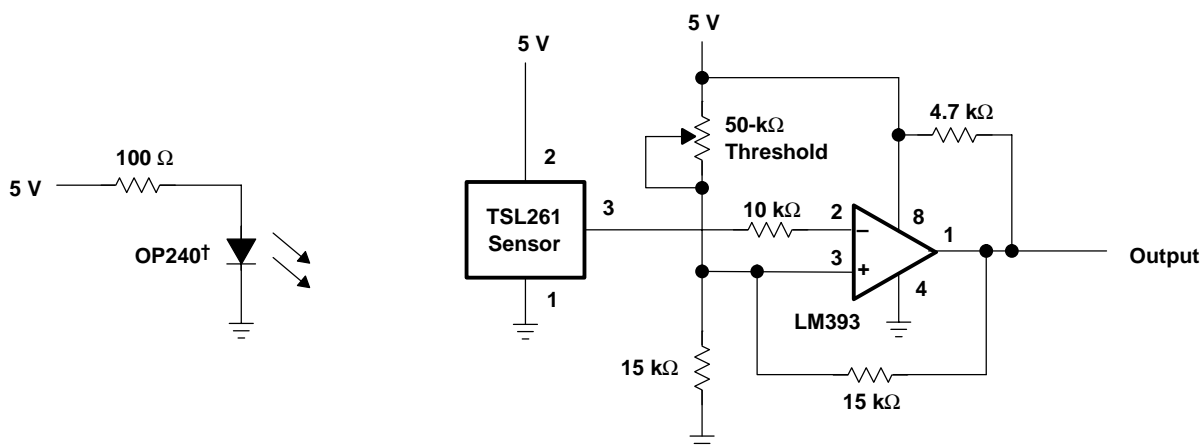 5 V
100 Ω
OP240†
5 V
2
TSL261
Sensor
3
1
5 V
50-kΩ
Threshold
4.7 kΩ
10 kΩ
2
8
1
3
4
−
+
LM393
Output
15 kΩ
15 kΩ